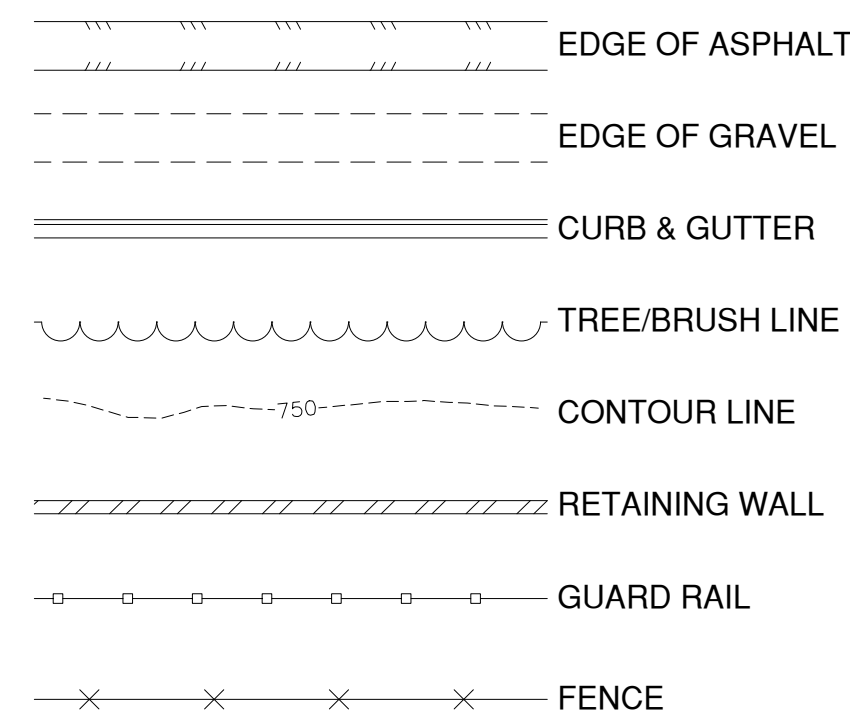 EDGE OF ASPHALT
EDGE OF GRAVEL
CURB & GUTTER
TREE/BRUSH LINE
750
CONTOUR LINE
RETAINING WALL
GUARD RAIL
FENCE